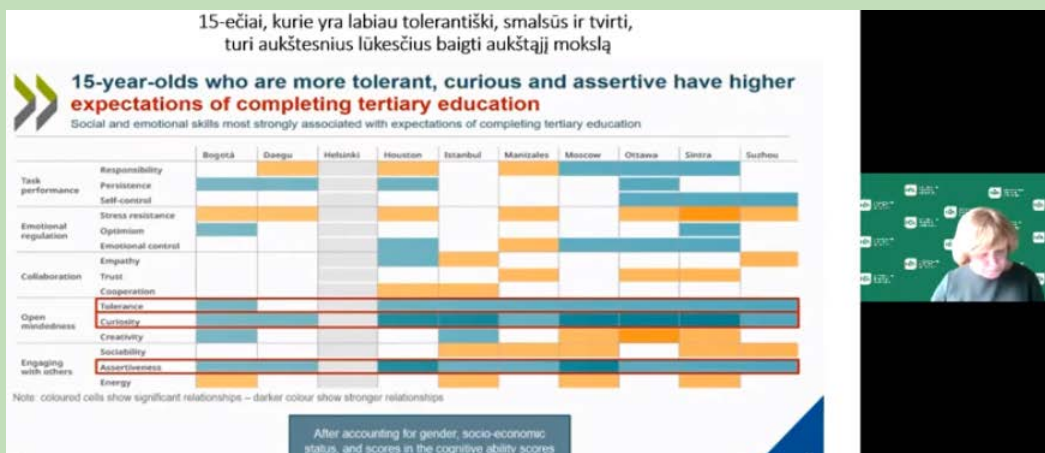 15-ečiai, kurie yra labiau tolerantiški, smalsūs ir tvirti,
turi aukštesnius lūkesčius baigti aukštąjį mokslą
15-year-olds who are more tolerant, curious and assertive have higher
expectations of completing tertiary education
Social and emotional skills most strongly associated with expectations of completing tertiary education
Bogotá Daegu Helsinki Houston Istanbul Manizales Moscow Ottawa Sintra Suzhou
Task performance
Responsibility
Persistence
Self-control
Emotional regulation
Stress resistance
Optimism
Emotional control
Collaboration
Empathy
Trust
Cooperation
Open mindedness
Tolerance
Curiosity
Creativity
Engaging with others
Sociability
Assertiveness
Energy
Note: coloured cells show significant relationships – darker colour show stronger relationships
After accounting for gender, socio-economic
status, and scores in the cognitive ability scores